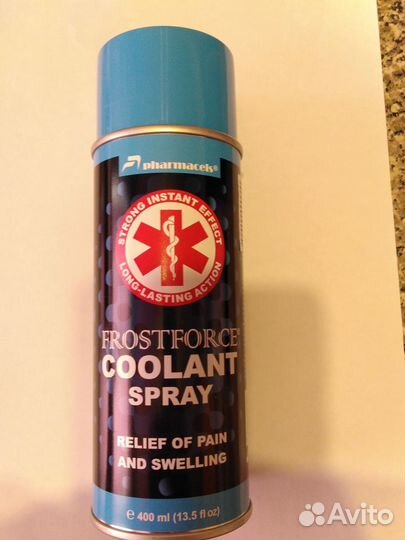 pharmaceis®
STRONG INSTANT EFFECT
LONG-LASTING ACTION
FROSTFORCE®
COOLANT
SPRAY
RELIEF OF PAIN
AND SWELLING
℮ 400 ml (13.5 fl oz)
Avito